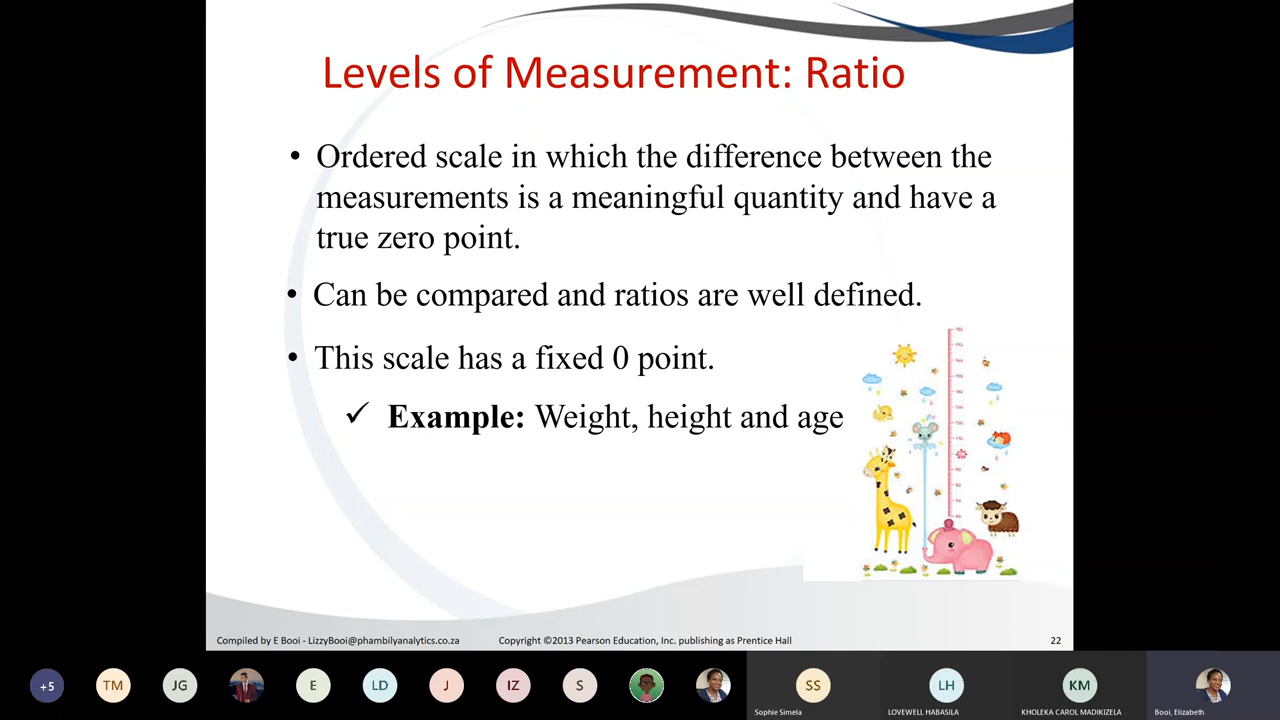 Levels of Measurement: Ratio
• Ordered scale in which the difference between the
measurements is a meaningful quantity and have a
true zero point.
• Can be compared and ratios are well defined.
• This scale has a fixed 0 point.
✓ Example: Weight, height and age
Compiled by E Booi - LizzyBooi@phambilyanalytics.co.za Copyright ©2013 Pearson Education, Inc. publishing as Prentice Hall 22
+5 TM JG E LD J IZ S SS LH KM
Sophie Simela LOVEWELL HABASILA KHOLEKA CAROL MADIKIZELA Booi, Elizabeth